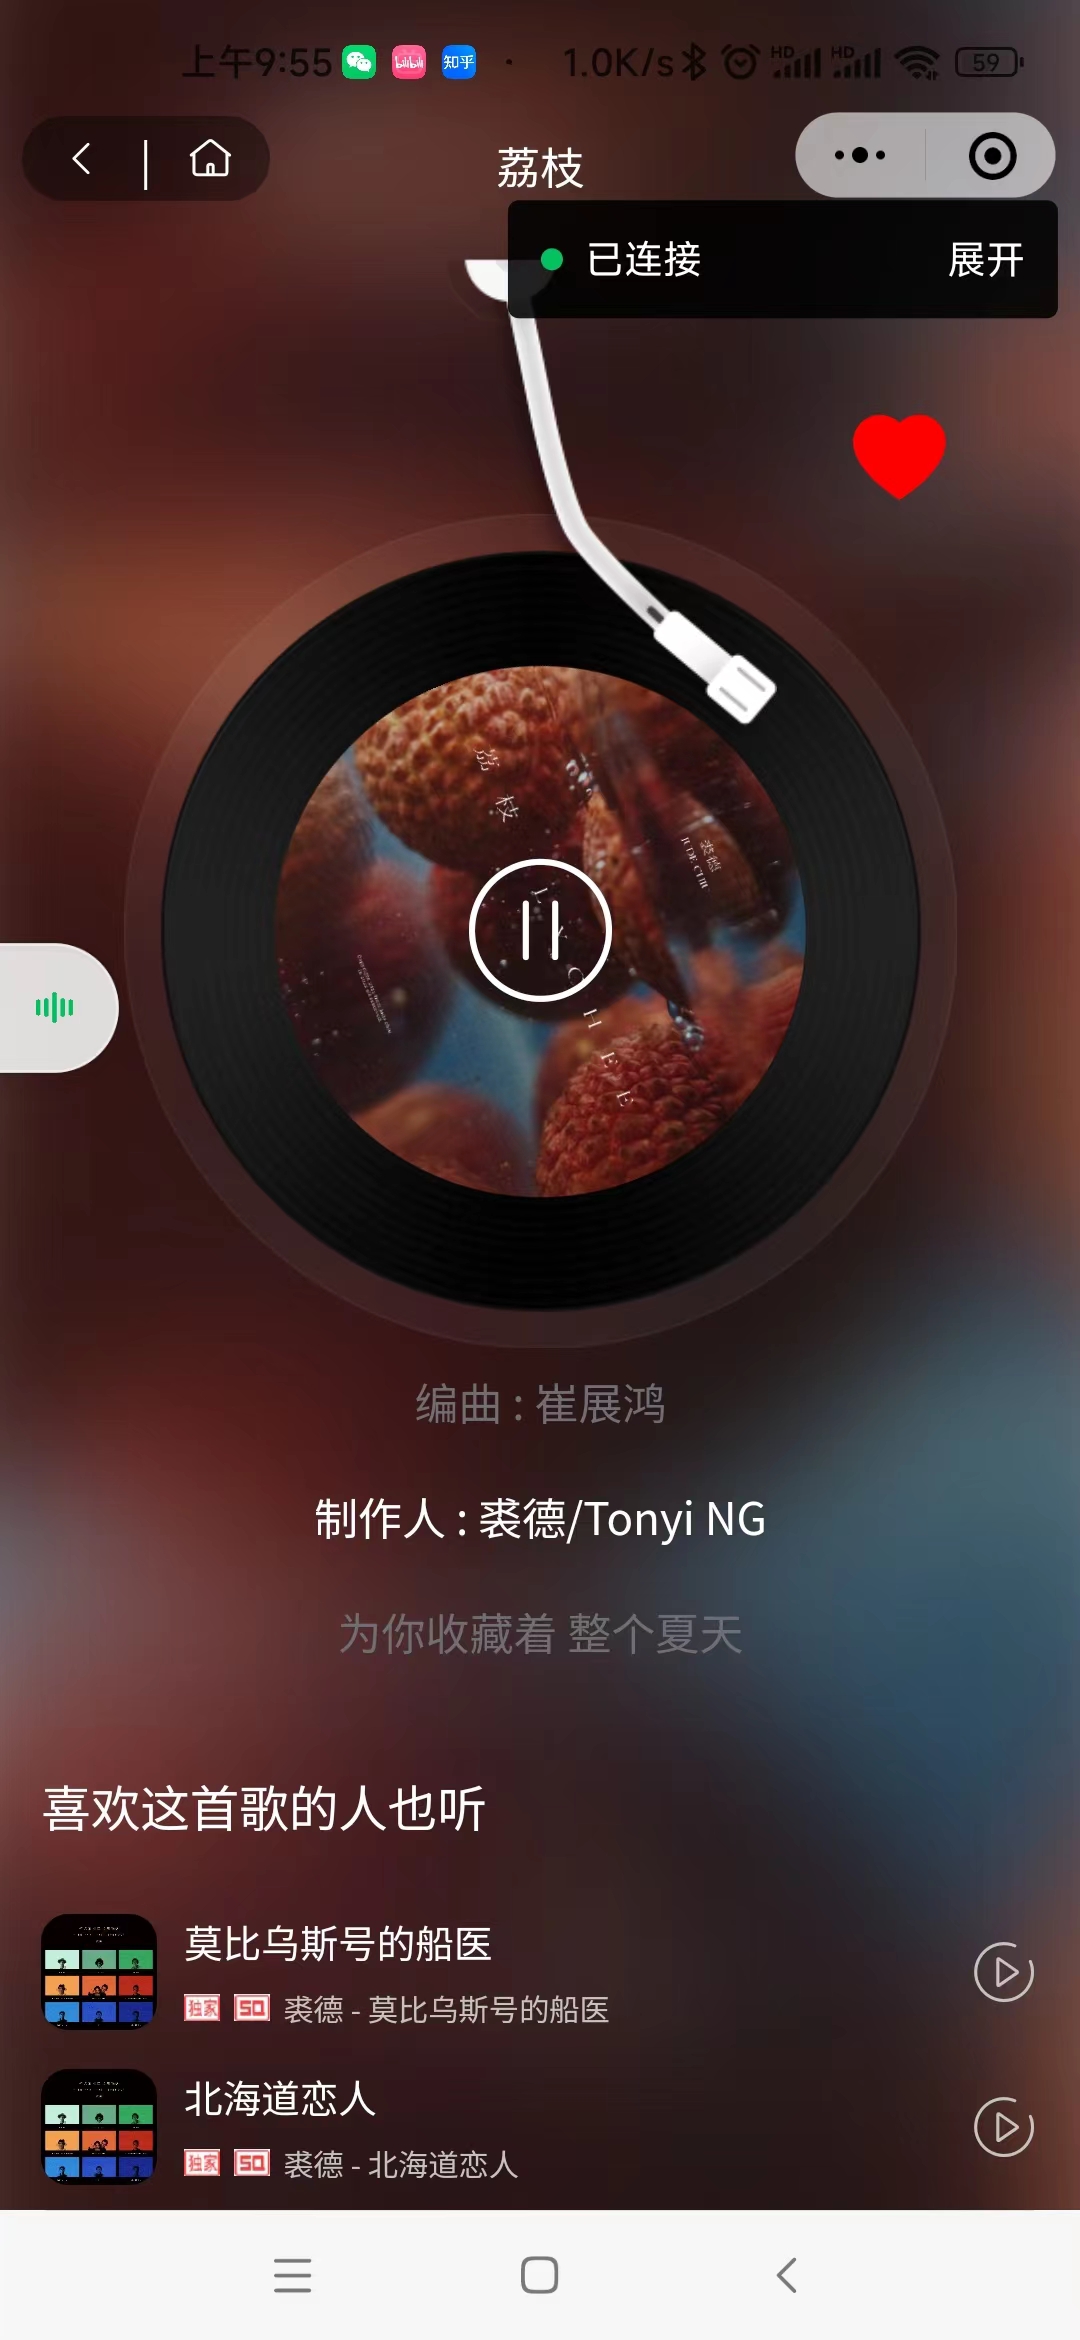 上午9:55 bilibili 知乎 · 1.0K/s HD HD 59
荔枝
已连接 展开
荔枝
裘德
JUDE CHIU
LYCHEE
编曲 : 崔展鸿
制作人 : 裘德/Tonyi NG
为你收藏着 整个夏天
喜欢这首歌的人也听
莫比乌斯号的船医
独家 SQ 裘德 - 莫比乌斯号的船医
北海道恋人
独家 SQ 裘德 - 北海道恋人